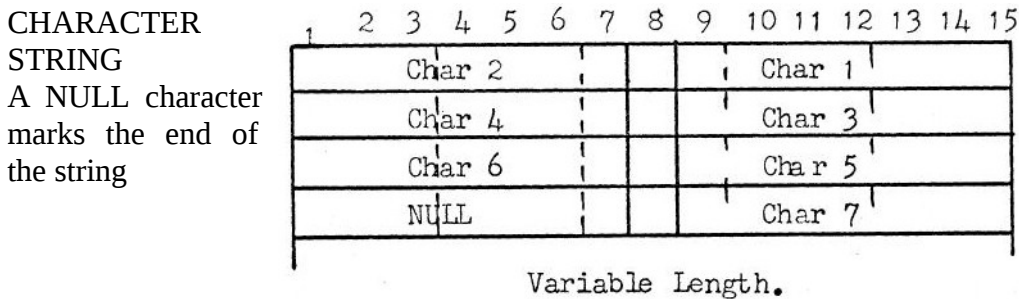 CHARACTER
STRING
A NULL character
marks the end of
the string
1 2 3 4 5 6 7 8 9 10 11 12 13 14 15
Char 2 Char 1
Char 4 Char 3
Char 6 Char 5
NULL Char 7
Variable Length.